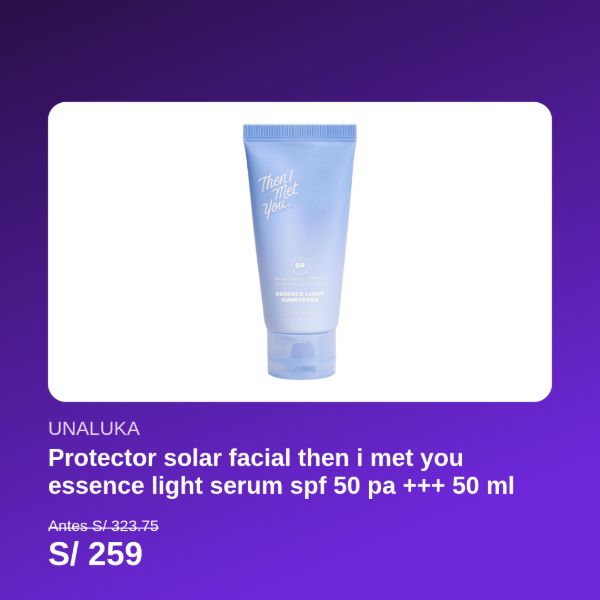 Then I
Met
You.
50
ESSENCE LIGHT
SUNSCREEN
UNALUKA
Protector solar facial then i met you
essence light serum spf 50 pa +++ 50 ml
Antes S/ 323.75
S/ 259